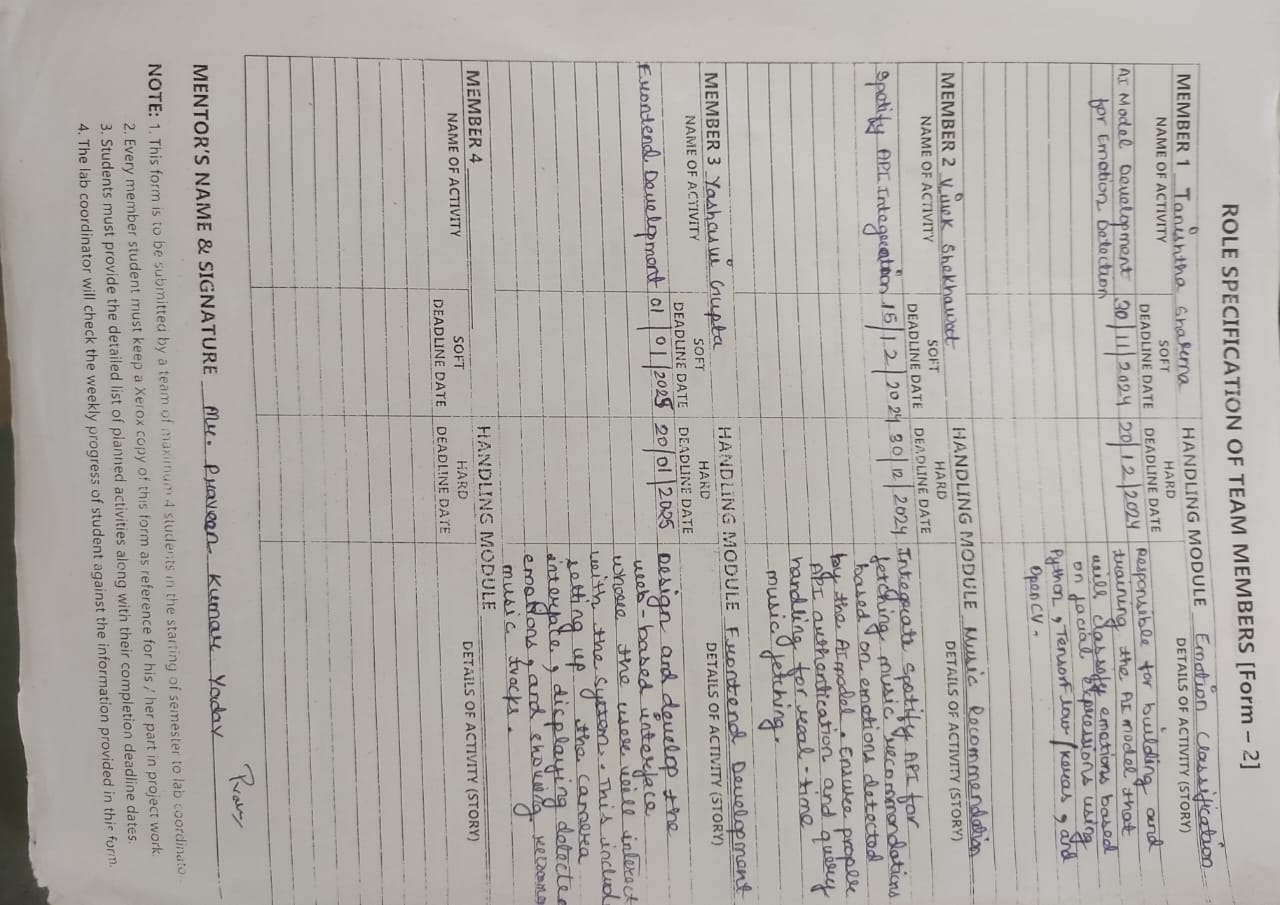 ROLE SPECIFICATION OF TEAM MEMBERS [Form – 2]
MEMBER 1 Tanishtha Sharma HANDLING MODULE Emotion Classification
NAME OF ACTIVITY SOFT DEADLINE DATE HARD DEADLINE DATE DETAILS OF ACTIVITY (STORY)
AI Model Development 30/11/2024 20/12/2024 Responsible for building and
for Emotion Detection training the AI model that
will classify emotions based
on facial expressions using
Python, TensorFlow/Keras, and
OpenCV.
MEMBER 2 Vivek Shekhawat HANDLING MODULE Music Recommendation
NAME OF ACTIVITY SOFT DEADLINE DATE HARD DEADLINE DATE DETAILS OF ACTIVITY (STORY)
Spotify API Integration 15/12/2024 30/12/2024 Integrate Spotify API for
fetching music recommendations
based on emotions detected
by the AI model. Ensure proper
API authentication and query
handling for real-time
music fetching.
MEMBER 3 Yashasvi Gupta HANDLING MODULE Frontend Development
NAME OF ACTIVITY SOFT DEADLINE DATE HARD DEADLINE DATE DETAILS OF ACTIVITY (STORY)
Frontend Development 01/01/2025 20/01/2025 Design and develop the
web-based interface
where the user will interact
with the system. This includ
setting up the camera
interface, displaying detecte
emotions, and showing recomme
music tracks.
MEMBER 4 HANDLING MODULE
NAME OF ACTIVITY SOFT DEADLINE DATE HARD DEADLINE DATE DETAILS OF ACTIVITY (STORY)
MENTOR'S NAME & SIGNATURE Mr. Praveen Kumar Yadav
NOTE: 1. This form is to be submitted by a team of maximum 4 students in the starting of semester to lab coordinator.
2. Every member student must keep a Xerox copy of this form as reference for his / her part in project work.
3. Students must provide the detailed list of planned activities along with their completion deadline dates.
4. The lab coordinator will check the weekly progress of student against the information provided in this form.